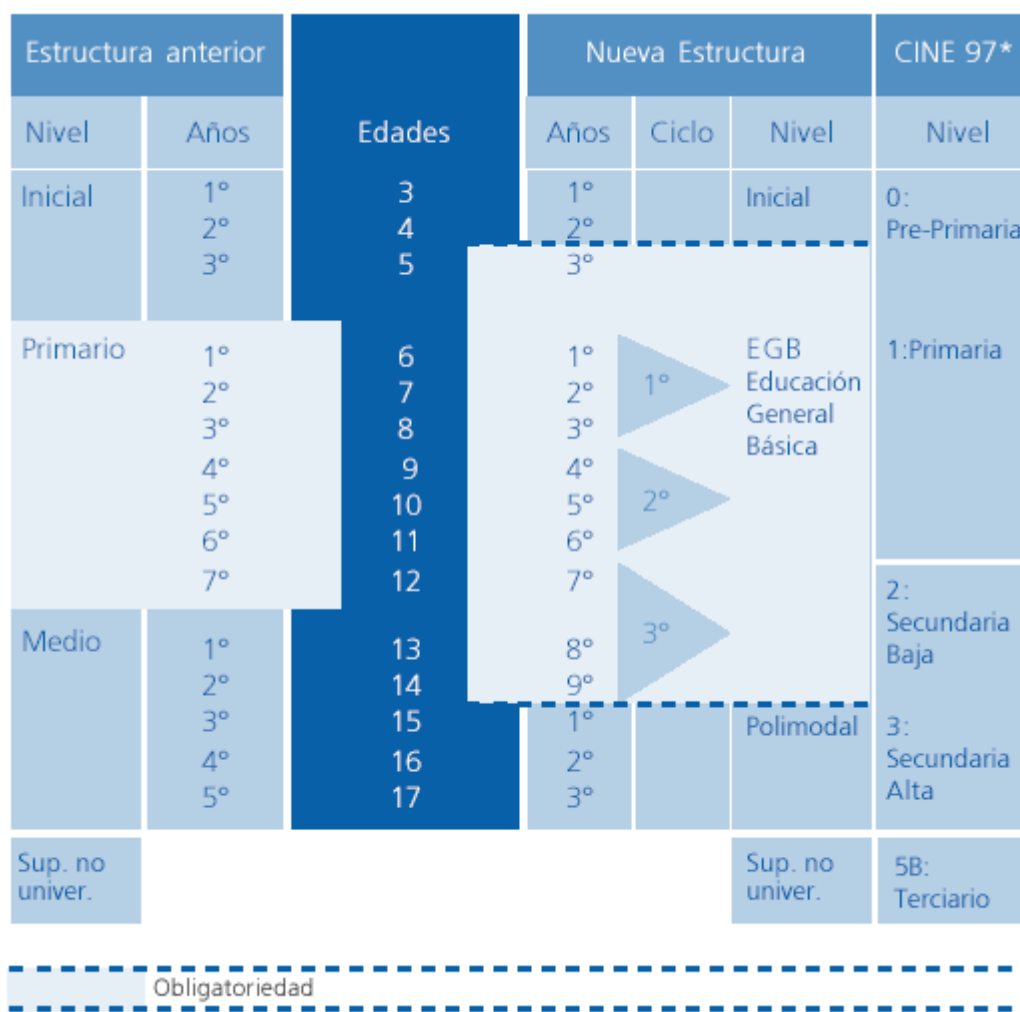 Estructura anterior Nueva Estructura CINE 97*
Nivel Años Edades Años Ciclo Nivel Nivel
Inicial 1° 3 1° Inicial 0:
2° 4 2° Pre-Primaria
3° 5 3°
Primario 1° 6 1° EGB 1:Primaria
2° 7 2° 1° Educación
3° 8 3° General
Básica
4° 9 4°
5° 10 5° 2°
6° 11 6°
7° 12 7° 2:
Secundaria
Medio 1° 13 8° 3° Baja
2° 14 9°
3° 15 1° Polimodal 3:
4° 16 2° Secundaria
5° 17 3° Alta
Sup. no Sup. no 5B:
univer. univer. Terciario
Obligatoriedad